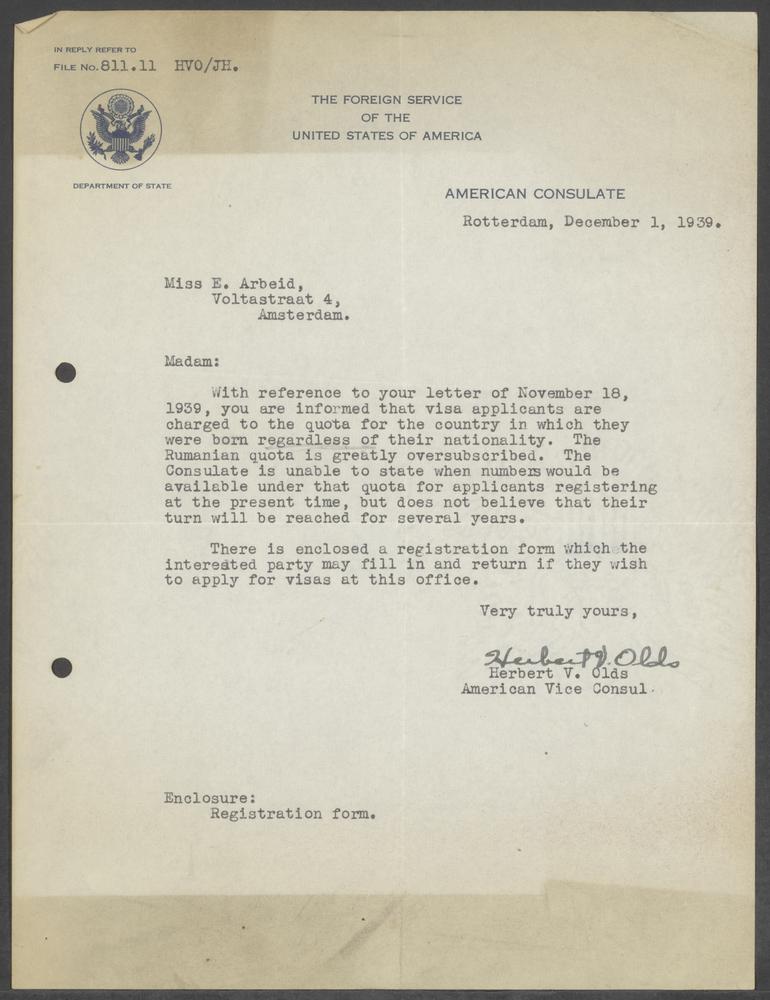 IN REPLY REFER TO
FILE No. 811.11 HVO/JH.
THE FOREIGN SERVICE
OF THE
UNITED STATES OF AMERICA
DEPARTMENT OF STATE
AMERICAN CONSULATE
Rotterdam, December 1, 1939.
Miss E. Arbeid,
Voltastraat 4,
Amsterdam.
Madam:
With reference to your letter of November 18,
1939, you are informed that visa applicants are
charged to the quota for the country in which they
were born regardless of their nationality. The
Rumanian quota is greatly oversubscribed. The
Consulate is unable to state when numbers would be
available under that quota for applicants registering
at the present time, but does not believe that their
turn will be reached for several years.
There is enclosed a registration form which the
interested party may fill in and return if they wish
to apply for visas at this office.
Very truly yours,
Herbert V. Olds
Herbert V. Olds
American Vice Consul.
Enclosure:
Registration form.